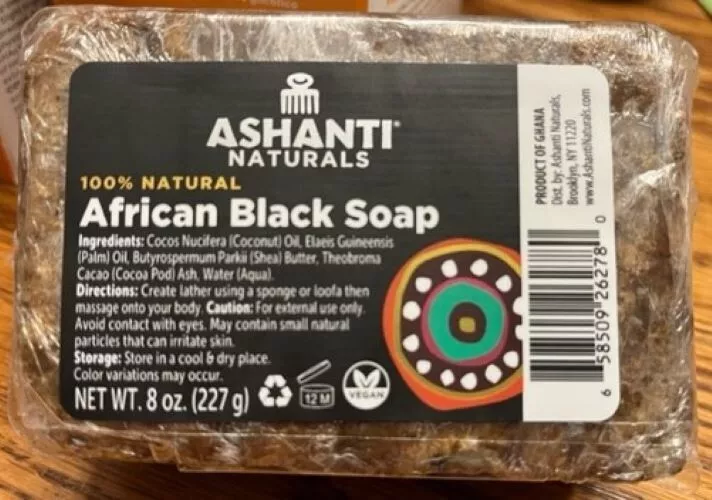 ASHANTI®
NATURALS
100% NATURAL
African Black Soap
Ingredients: Cocos Nucifera (Coconut) Oil, Elaeis Guineensis
(Palm) Oil, Butyrospermum Parkii (Shea) Butter, Theobroma
Cacao (Cocoa Pod) Ash, Water (Aqua).
Directions: Create lather using a sponge or loofa then
massage onto your body. Caution: For external use only.
Avoid contact with eyes. May contain small natural
particles that can irritate skin.
Storage: Store in a cool & dry place.
Color variations may occur.
NET WT. 8 oz. (227 g)
12 M
VEGAN
PRODUCT OF GHANA
Dist. by: Ashanti Naturals,
Brooklyn, NY 11220
www.AshantiNaturals.com
6 58509 26278 0